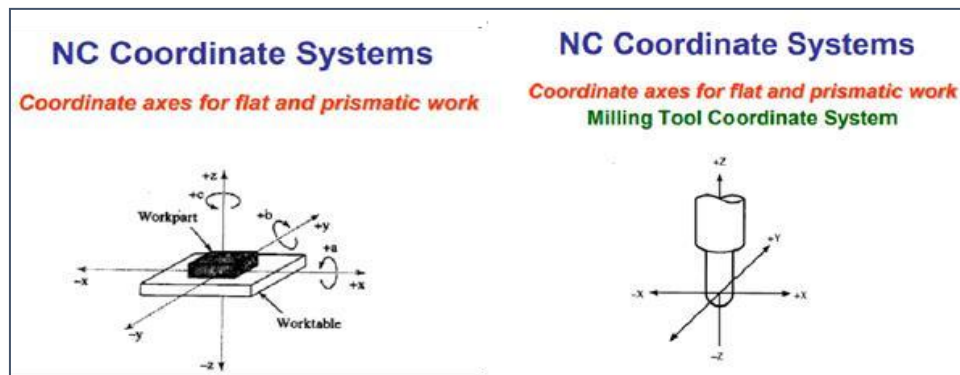 NC Coordinate Systems
Coordinate axes for flat and prismatic work
+z
+c
Workpart
+b
+y
+a
-x
+x
-y
Worktable
-z
NC Coordinate Systems
Coordinate axes for flat and prismatic work
Milling Tool Coordinate System
+Z
+Y
-X
+X
-Z